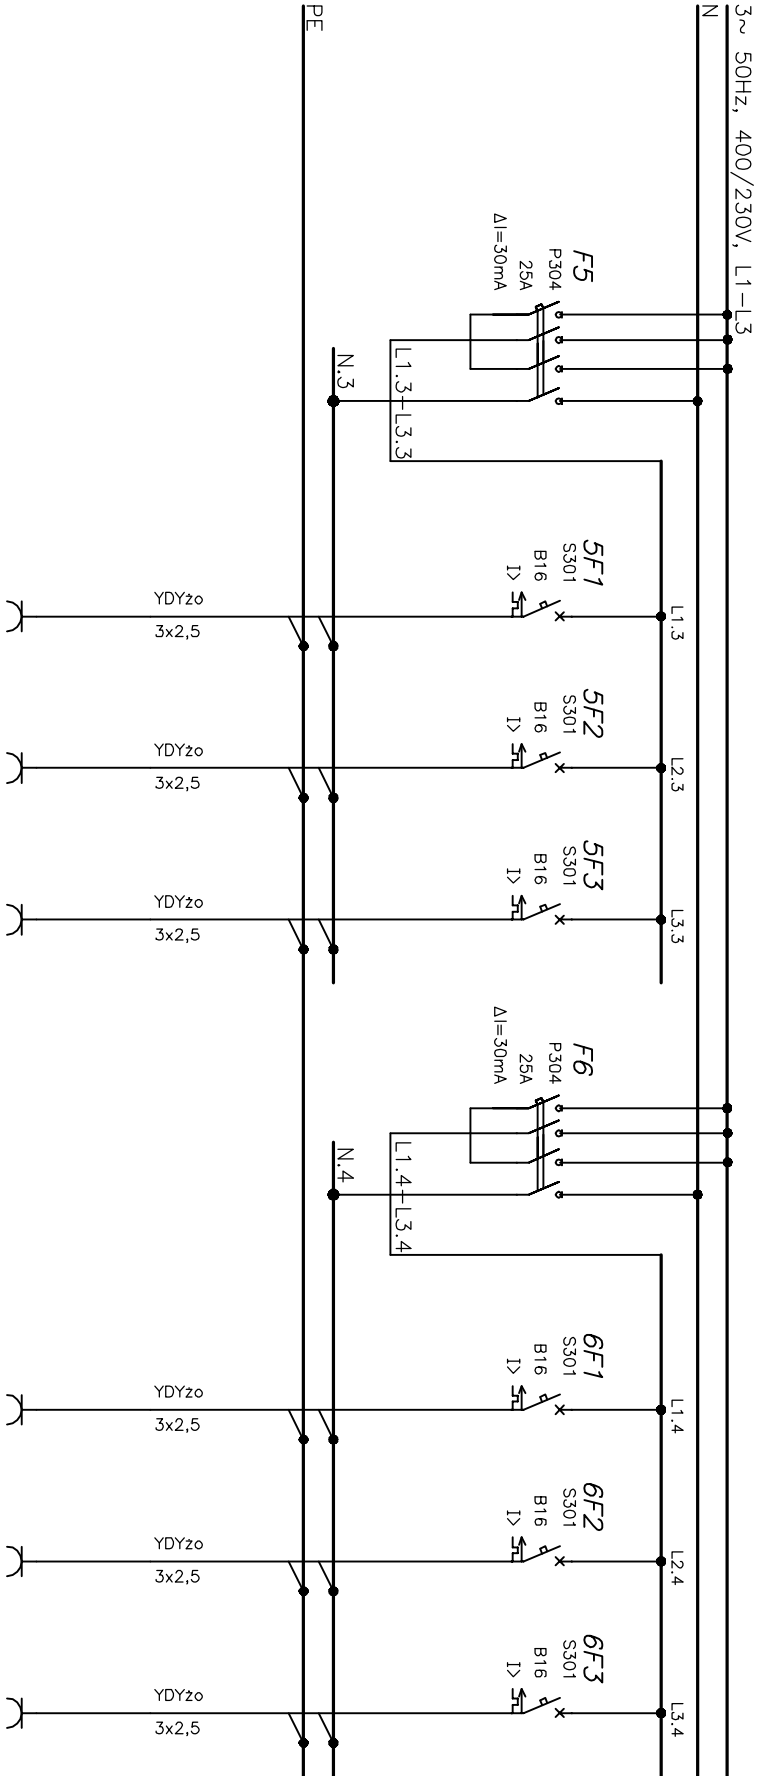 3~ 50Hz, 400/230V, L1-L3
N
PE
F5
P304
25A
ΔI=30mA
L1.3-L3.3
N.3
5F1
S301
B16
I>
L1.3
YDYżo
3x2,5
5F2
S301
B16
I>
L2.3
YDYżo
3x2,5
5F3
S301
B16
I>
L3.3
YDYżo
3x2,5
F6
P304
25A
ΔI=30mA
L1.4-L3.4
N.4
6F1
S301
B16
I>
L1.4
YDYżo
3x2,5
6F2
S301
B16
I>
L2.4
YDYżo
3x2,5
6F3
S301
B16
I>
L3.4
YDYżo
3x2,5